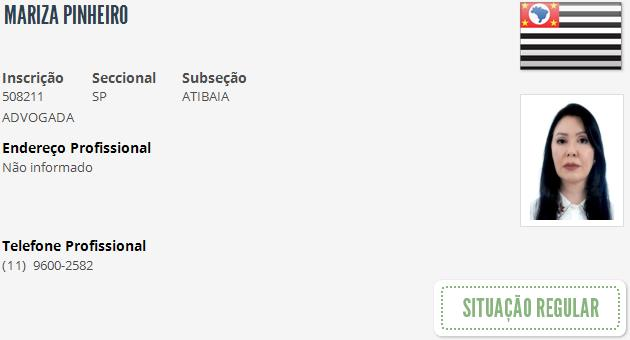 MARIZA PINHEIRO
Inscrição Seccional Subseção
508211 SP ATIBAIA
ADVOGADA
Endereço Profissional
Não informado
Telefone Profissional
(11) 9600-2582
SITUAÇÃO REGULAR